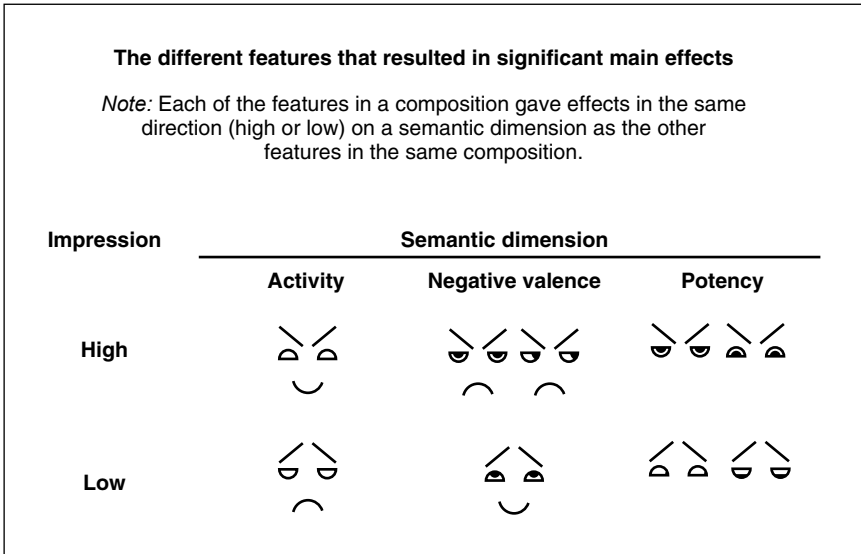 The different features that resulted in significant main effects
Note: Each of the features in a composition gave effects in the same
direction (high or low) on a semantic dimension as the other
features in the same composition.
Impression Semantic dimension
Activity Negative valence Potency
High
Low